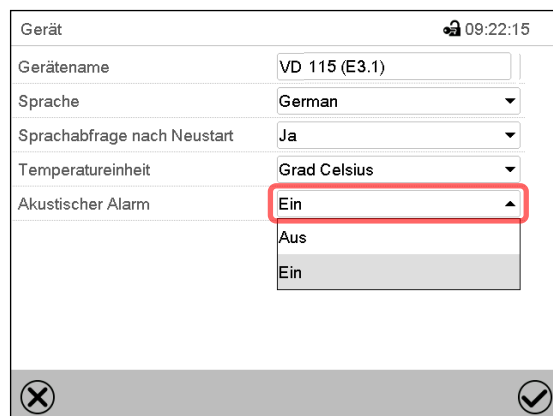 Gerät 09:22:15
Gerätename VD 115 (E3.1)
Sprache German
Sprachabfrage nach Neustart Ja
Temperatureinheit Grad Celsius
Akustischer Alarm Ein
Aus
Ein